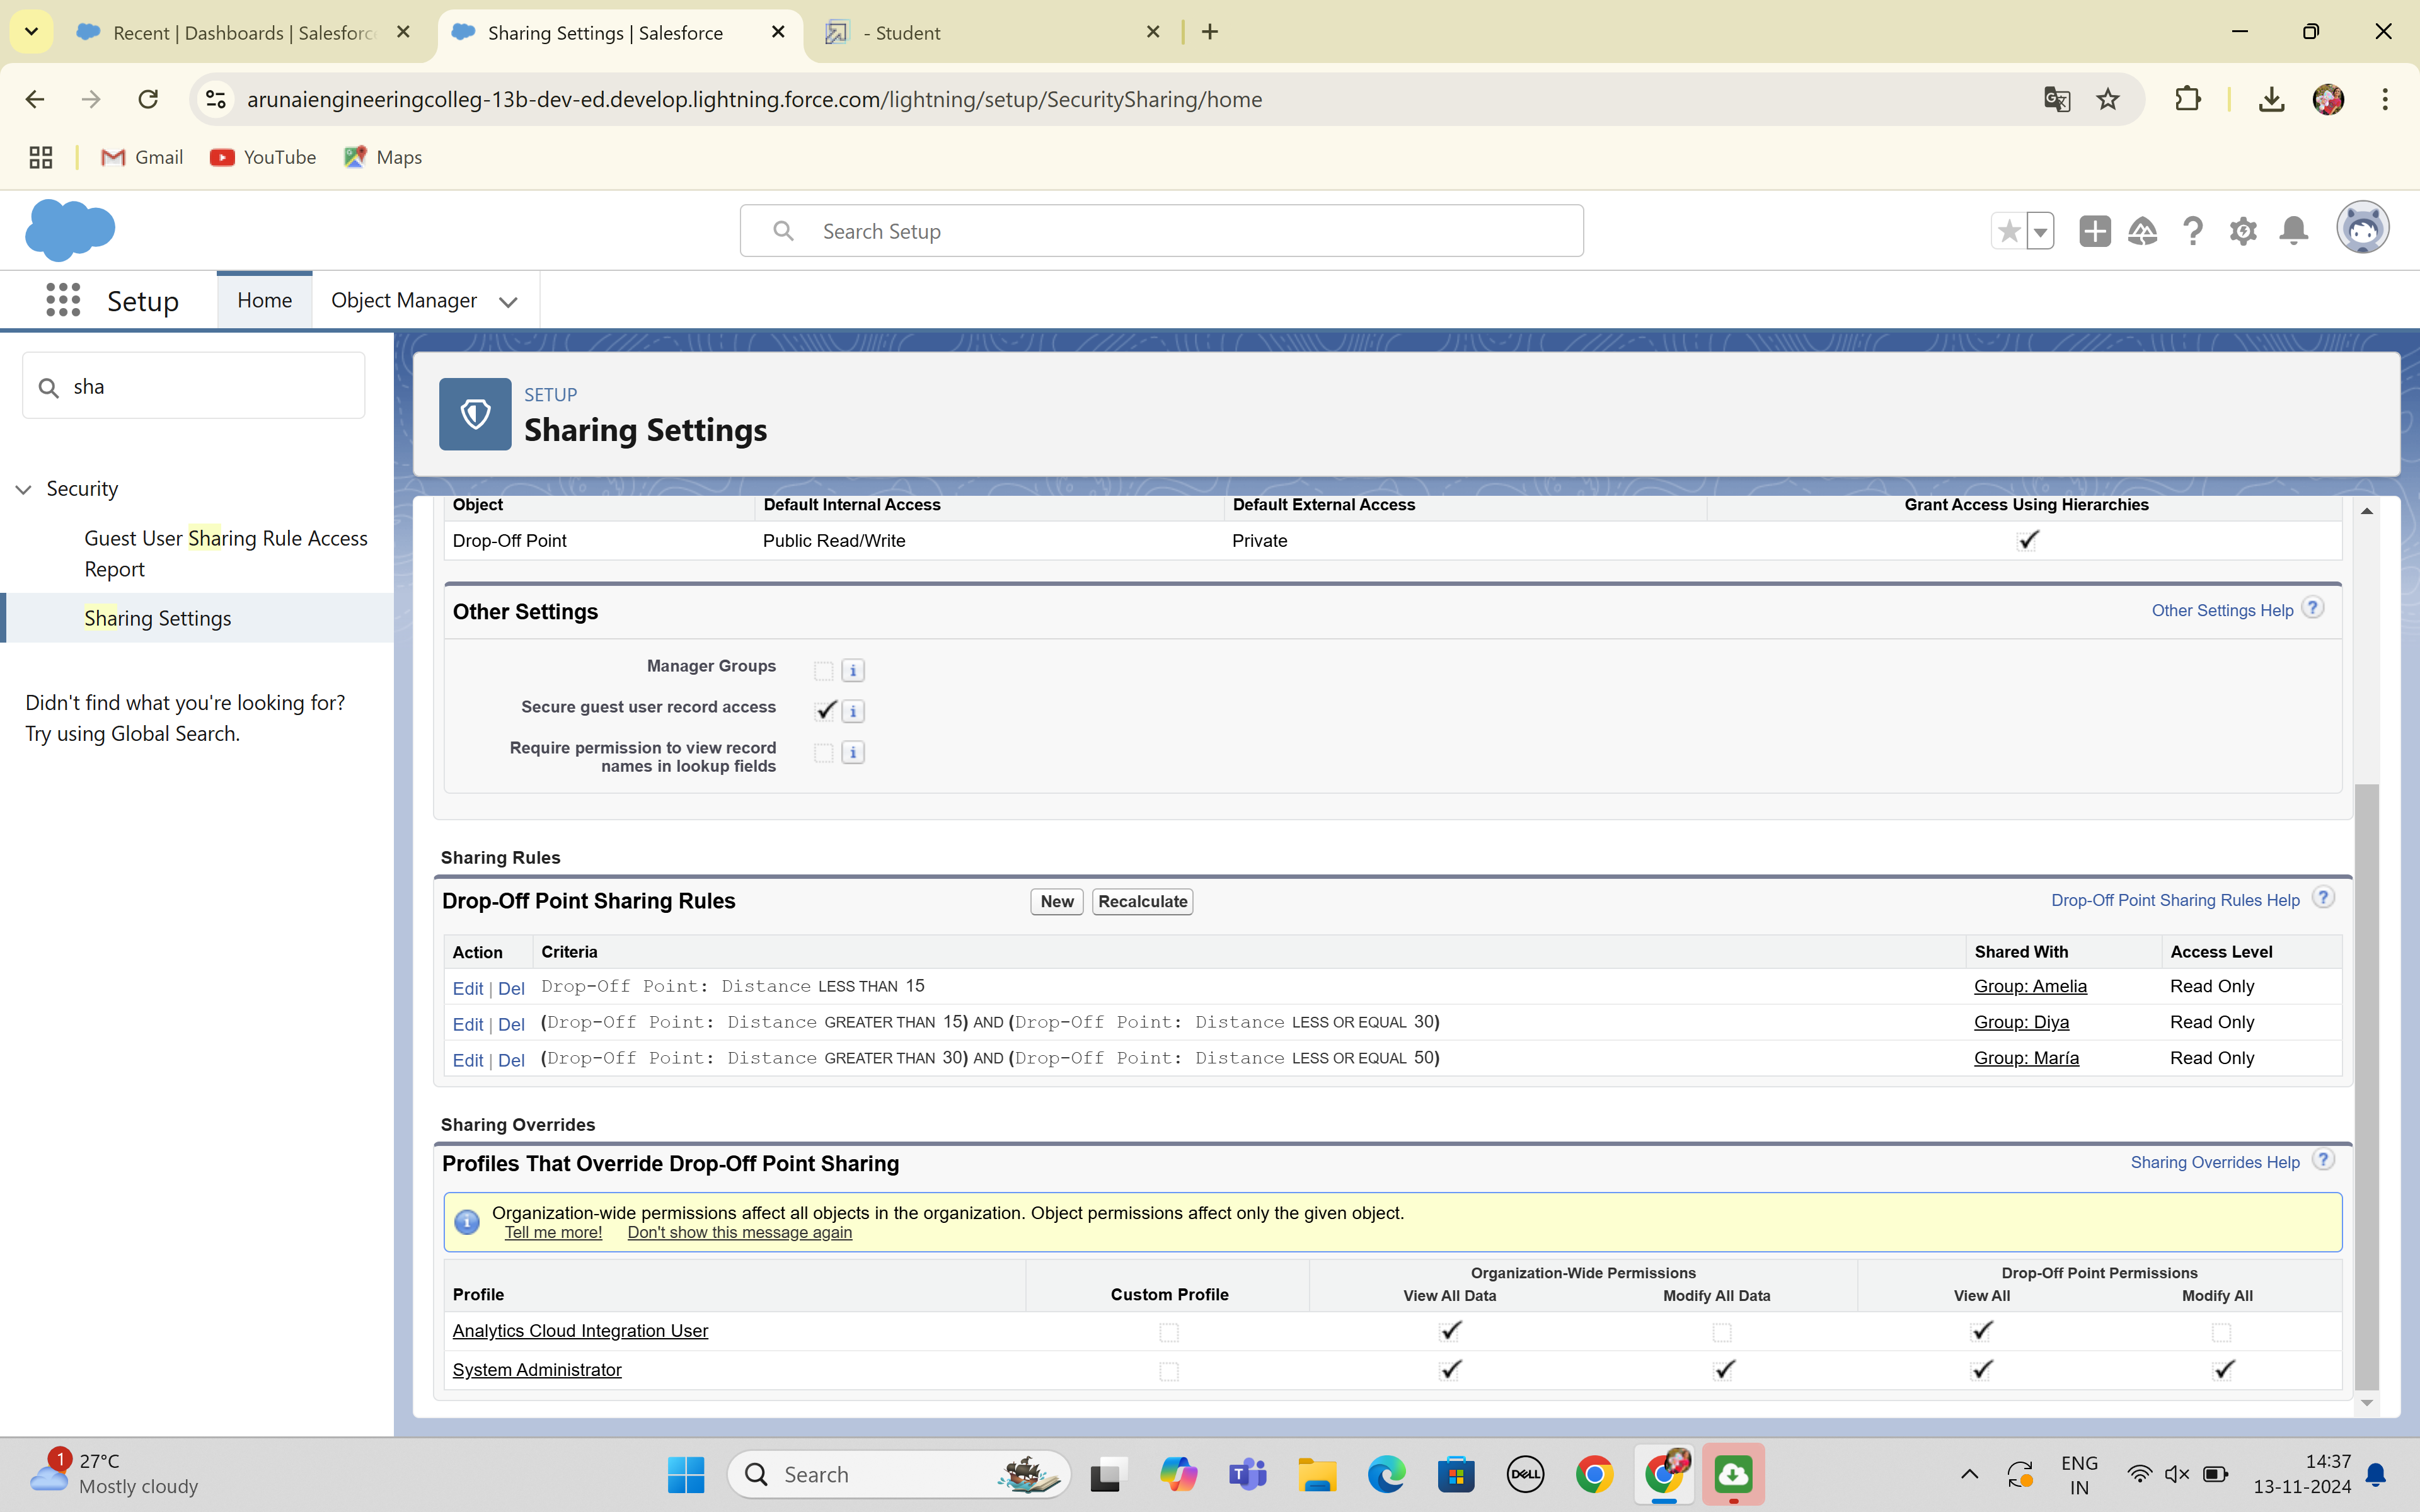 Recent | Dashboards | Salesforc
Sharing Settings | Salesforce
- Student
arunaiengineeringcolleg-13b-dev-ed.develop.lightning.force.com/lightning/setup/SecuritySharing/home
Gmail
YouTube
Maps
Search Setup
Setup
Home
Object Manager
sha
Security
Guest User Sharing Rule Access
Report
Sharing Settings
Didn't find what you're looking for?
Try using Global Search.
SETUP
Sharing Settings
Object Default Internal Access Default External Access Grant Access Using Hierarchies
Drop-Off Point Public Read/Write Private
Other Settings
Other Settings Help ?
Manager Groups
Secure guest user record access
Require permission to view record
names in lookup fields
Sharing Rules
Drop-Off Point Sharing Rules
New Recalculate
Drop-Off Point Sharing Rules Help ?
Action Criteria Shared With Access Level
Edit | Del Drop-Off Point: Distance LESS THAN 15 Group: Amelia Read Only
Edit | Del (Drop-Off Point: Distance GREATER THAN 15) AND (Drop-Off Point: Distance LESS OR EQUAL 30) Group: Diya Read Only
Edit | Del (Drop-Off Point: Distance GREATER THAN 30) AND (Drop-Off Point: Distance LESS OR EQUAL 50) Group: María Read Only
Sharing Overrides
Profiles That Override Drop-Off Point Sharing
Sharing Overrides Help ?
Organization-wide permissions affect all objects in the organization. Object permissions affect only the given object.
Tell me more! Don't show this message again
Organization-Wide Permissions Drop-Off Point Permissions
Profile Custom Profile View All Data Modify All Data View All Modify All
Analytics Cloud Integration User
System Administrator
1
27°C
Mostly cloudy
Search
DELL
ENG
IN
14:37
13-11-2024